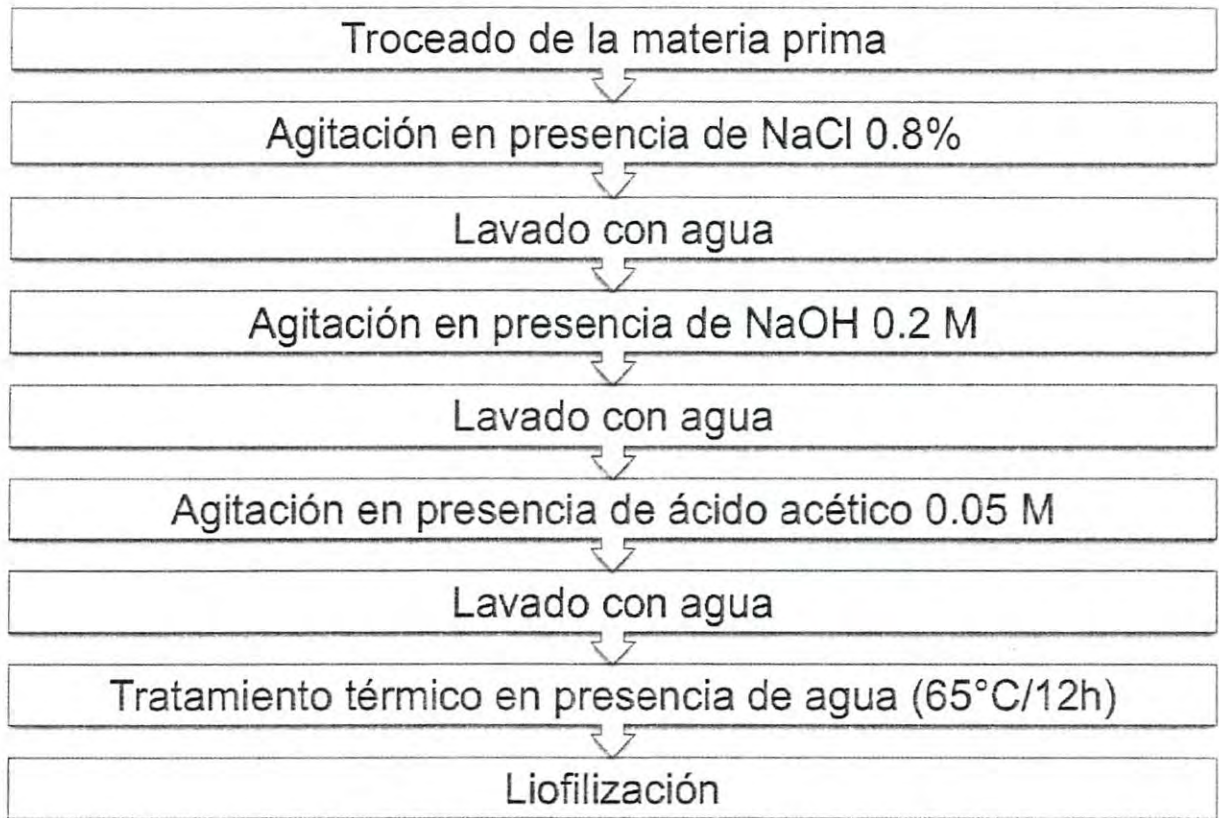 Troceado de la materia prima
Agitación en presencia de NaCl 0.8%
Lavado con agua
Agitación en presencia de NaOH 0.2 M
Lavado con agua
Agitación en presencia de ácido acético 0.05 M
Lavado con agua
Tratamiento térmico en presencia de agua (65°C/12h)
Liofilización